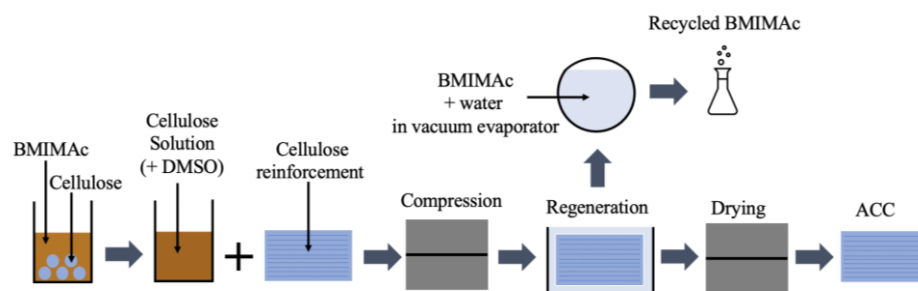 Recycled BMIMAc
BMIMAc
+ water
in vacuum evaporator
Cellulose
Solution
(+ DMSO)
BMIMAc
Cellulose
Cellulose
reinforcement
Compression
Regeneration
Drying
ACC